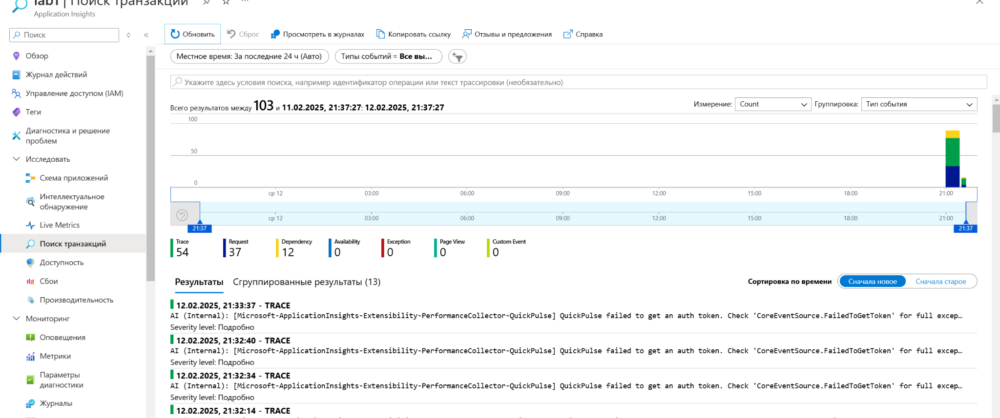 lab1 | Поиск транзакций
Application Insights
Поиск
Обзор
Журнал действий
Управление доступом (IAM)
Теги
Диагностика и решение
проблем
Исследовать
Схема приложений
Интеллектуальное
обнаружение
Live Metrics
Поиск транзакций
Доступность
Сбои
Производительность
Мониторинг
Оповещения
Метрики
Параметры
диагностики
Журналы
Обновить Сброс Просмотреть в журналах Копировать ссылку Отзывы и предложения Справка
Местное время: За последние 24 ч (Авто) Типы событий = Все вы...
Укажите здесь условия поиска, например идентификатор операции или текст трассировки (необязательно)
Всего результатов между 103 и 11.02.2025, 21:37:27: 12.02.2025, 21:37:27
Измерение: Count Группировка: Тип события
100
50
0
ср 12 03:00 06:00 09:00 12:00 15:00 18:00 21:00
ср 12 03:00 06:00 09:00 12:00 15:00 18:00 21:00
21:37 21:37
Trace Request Dependency Availability Exception Page View Custom Event
54 37 12 0 0 0 0
Результаты Сгруппированные результаты (13)
Сортировка по времени Сначала новое Сначала старое
12.02.2025, 21:33:37 - TRACE
AI (Internal): [Microsoft-ApplicationInsights-Extensibility-PerformanceCollector-QuickPulse] QuickPulse failed to get an auth token. Check 'CoreEventSource.FailedToGetToken' for full excep…
Severity level: Подробно
12.02.2025, 21:32:40 - TRACE
AI (Internal): [Microsoft-ApplicationInsights-Extensibility-PerformanceCollector-QuickPulse] QuickPulse failed to get an auth token. Check 'CoreEventSource.FailedToGetToken' for full excep…
Severity level: Подробно
12.02.2025, 21:32:34 - TRACE
AI (Internal): [Microsoft-ApplicationInsights-Extensibility-PerformanceCollector-QuickPulse] QuickPulse failed to get an auth token. Check 'CoreEventSource.FailedToGetToken' for full excep…
Severity level: Подробно
12.02.2025, 21:32:14 - TRACE